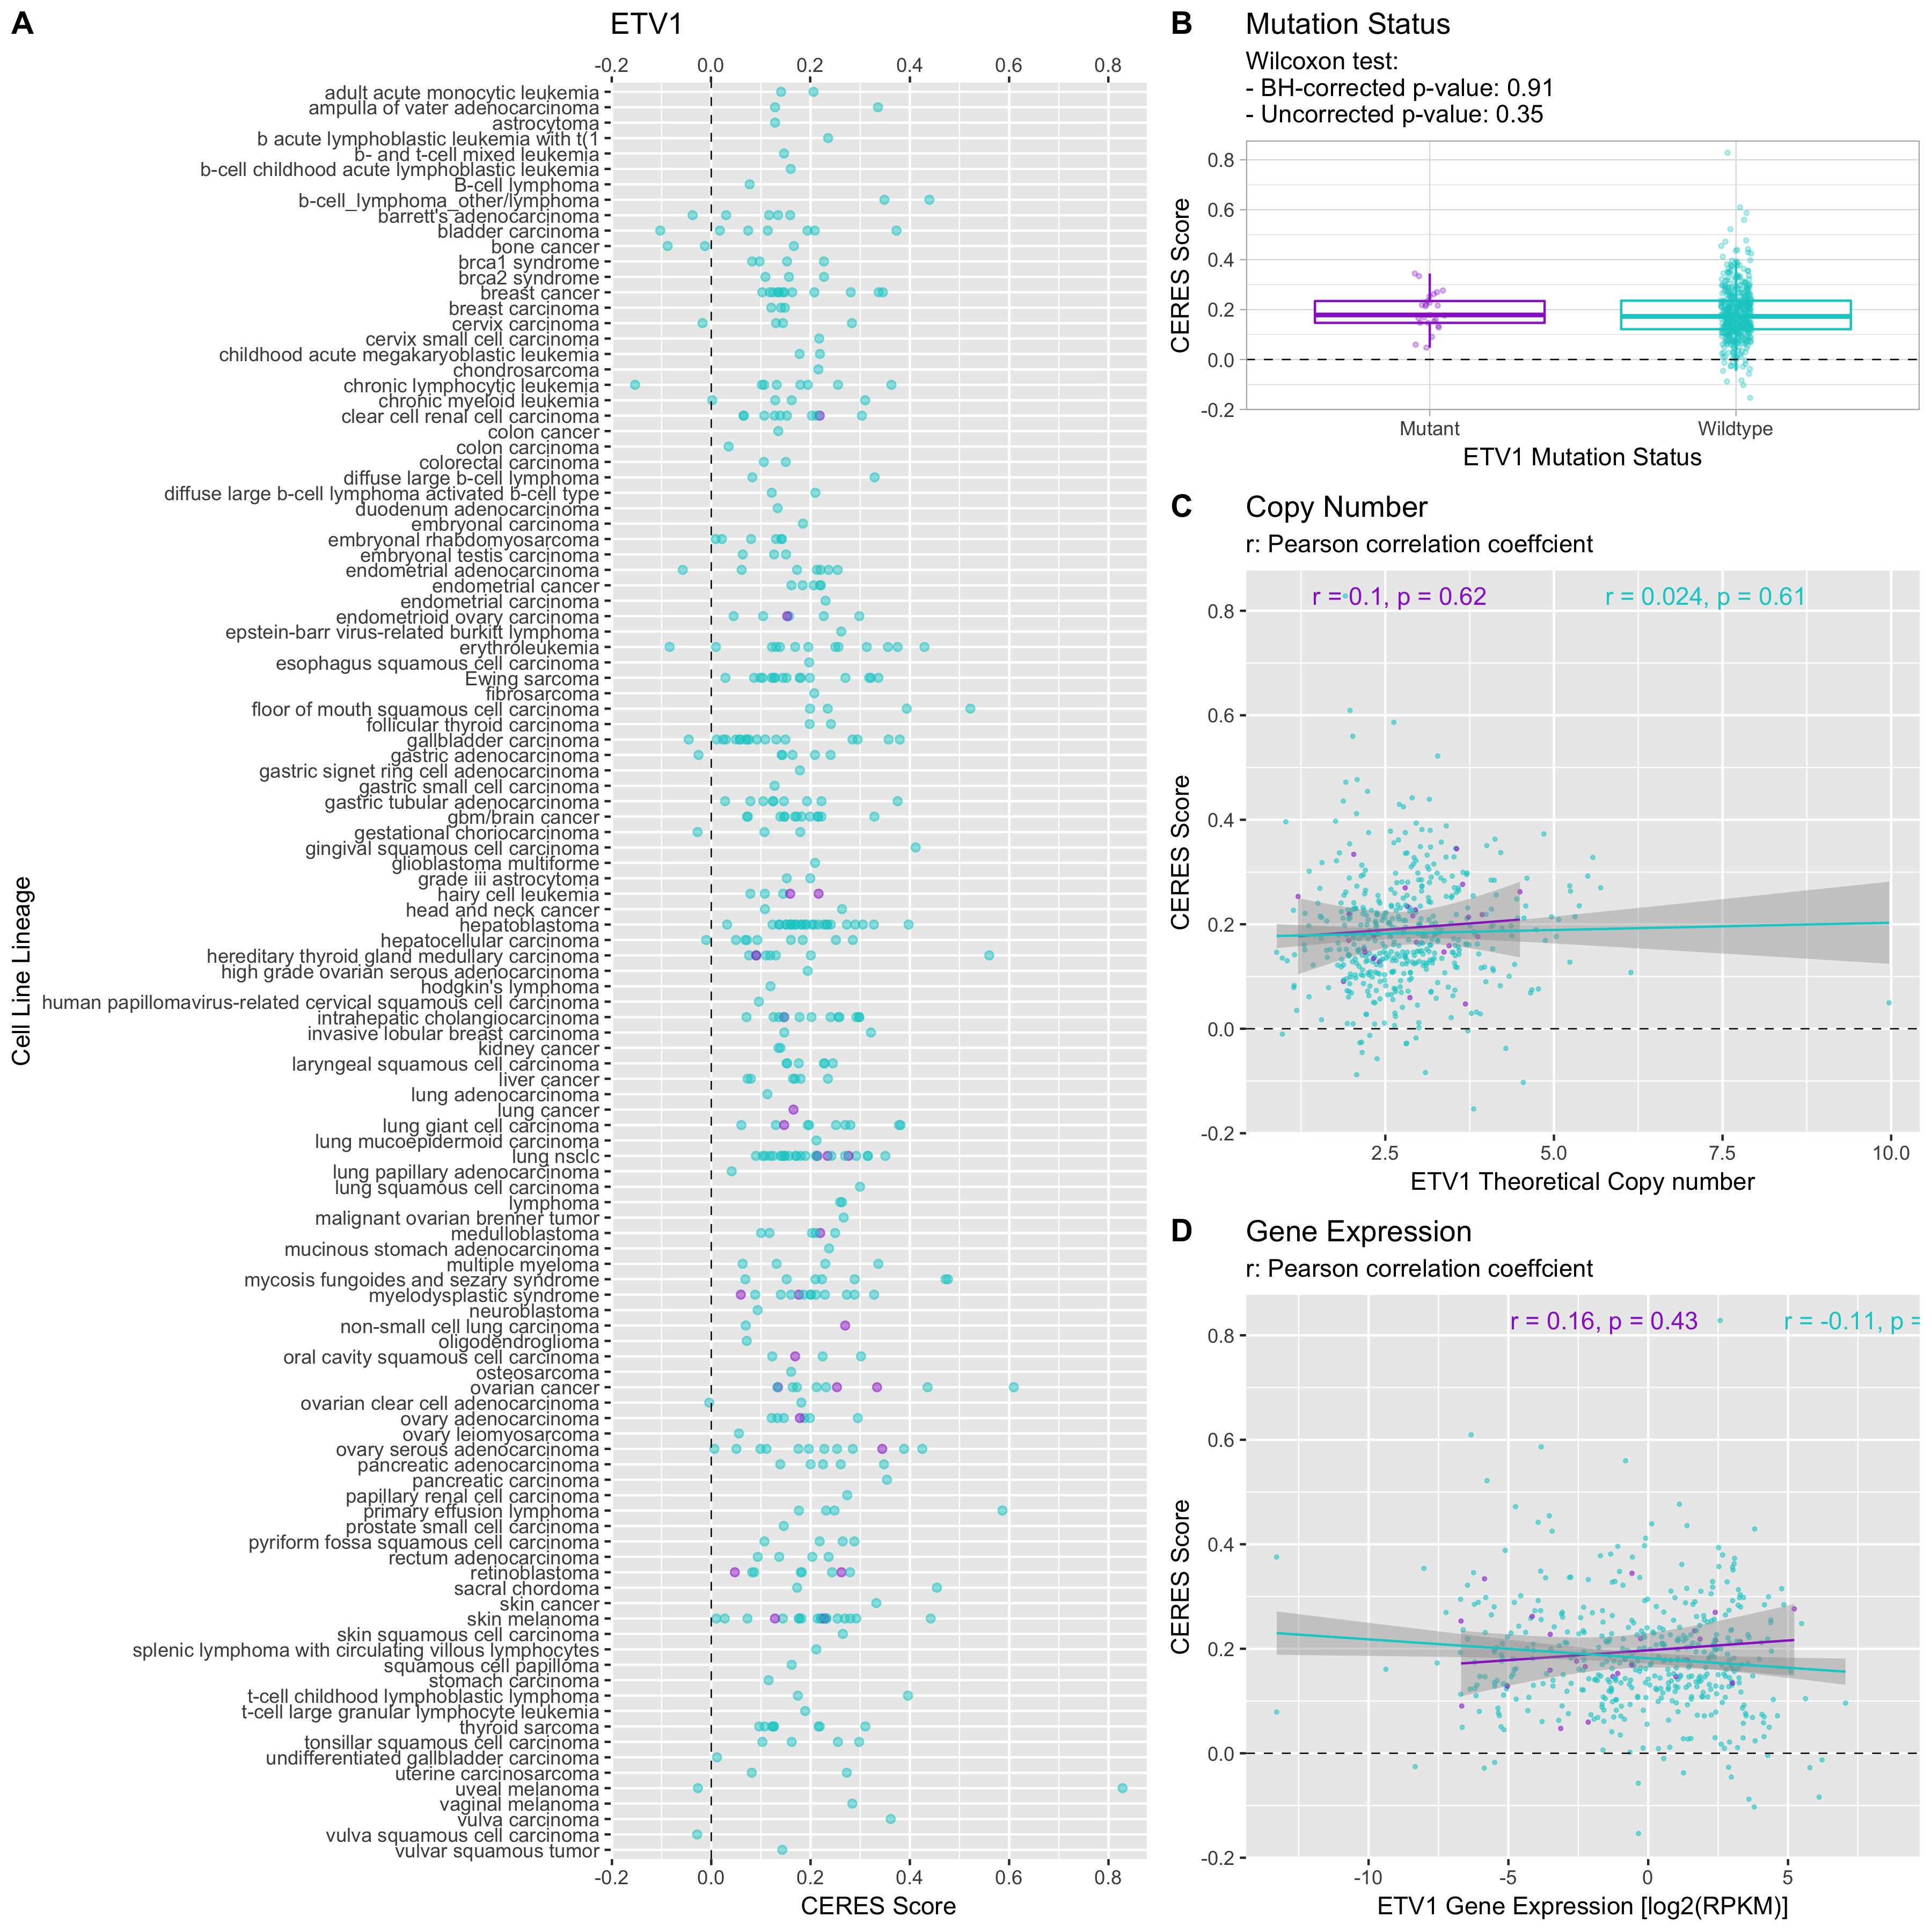 A
ETV1
-0.2 0.0 0.2 0.4 0.6 0.8
Cell Line Lineage
adult acute monocytic leukemia
ampulla of vater adenocarcinoma
astrocytoma
b acute lymphoblastic leukemia with t(1
b- and t-cell mixed leukemia
b-cell childhood acute lymphoblastic leukemia
B-cell lymphoma
b-cell_lymphoma_other/lymphoma
barrett's adenocarcinoma
bladder carcinoma
bone cancer
brca1 syndrome
brca2 syndrome
breast cancer
breast carcinoma
cervix carcinoma
cervix small cell carcinoma
childhood acute megakaryoblastic leukemia
chondrosarcoma
chronic lymphocytic leukemia
chronic myeloid leukemia
clear cell renal cell carcinoma
colon cancer
colon carcinoma
colorectal carcinoma
diffuse large b-cell lymphoma
diffuse large b-cell lymphoma activated b-cell type
duodenum adenocarcinoma
embryonal carcinoma
embryonal rhabdomyosarcoma
embryonal testis carcinoma
endometrial adenocarcinoma
endometrial cancer
endometrial carcinoma
endometrioid ovary carcinoma
epstein-barr virus-related burkitt lymphoma
erythroleukemia
esophagus squamous cell carcinoma
Ewing sarcoma
fibrosarcoma
floor of mouth squamous cell carcinoma
follicular thyroid carcinoma
gallbladder carcinoma
gastric adenocarcinoma
gastric signet ring cell adenocarcinoma
gastric small cell carcinoma
gastric tubular adenocarcinoma
gbm/brain cancer
gestational choriocarcinoma
gingival squamous cell carcinoma
glioblastoma multiforme
grade iii astrocytoma
hairy cell leukemia
head and neck cancer
hepatoblastoma
hepatocellular carcinoma
hereditary thyroid gland medullary carcinoma
high grade ovarian serous adenocarcinoma
hodgkin's lymphoma
human papillomavirus-related cervical squamous cell carcinoma
intrahepatic cholangiocarcinoma
invasive lobular breast carcinoma
kidney cancer
laryngeal squamous cell carcinoma
liver cancer
lung adenocarcinoma
lung cancer
lung giant cell carcinoma
lung mucoepidermoid carcinoma
lung nsclc
lung papillary adenocarcinoma
lung squamous cell carcinoma
lymphoma
malignant ovarian brenner tumor
medulloblastoma
mucinous stomach adenocarcinoma
multiple myeloma
mycosis fungoides and sezary syndrome
myelodysplastic syndrome
neuroblastoma
non-small cell lung carcinoma
oligodendroglioma
oral cavity squamous cell carcinoma
osteosarcoma
ovarian cancer
ovarian clear cell adenocarcinoma
ovary adenocarcinoma
ovary leiomyosarcoma
ovary serous adenocarcinoma
pancreatic adenocarcinoma
pancreatic carcinoma
papillary renal cell carcinoma
primary effusion lymphoma
prostate small cell carcinoma
pyriform fossa squamous cell carcinoma
rectum adenocarcinoma
retinoblastoma
sacral chordoma
skin cancer
skin melanoma
skin squamous cell carcinoma
splenic lymphoma with circulating villous lymphocytes
squamous cell papilloma
stomach carcinoma
t-cell childhood lymphoblastic lymphoma
t-cell large granular lymphocyte leukemia
thyroid sarcoma
tonsillar squamous cell carcinoma
undifferentiated gallbladder carcinoma
uterine carcinosarcoma
uveal melanoma
vaginal melanoma
vulva carcinoma
vulva squamous cell carcinoma
vulvar squamous tumor
-0.2 0.0 0.2 0.4 0.6 0.8
CERES Score
B
Mutation Status
Wilcoxon test:
- BH-corrected p-value: 0.91
- Uncorrected p-value: 0.35
CERES Score
0.8
0.6
0.4
0.2
0.0
-0.2
Mutant Wildtype
ETV1 Mutation Status
C
Copy Number
r: Pearson correlation coeffcient
r = 0.1, p = 0.62 r = 0.024, p = 0.61
CERES Score
0.8
0.6
0.4
0.2
0.0
-0.2
2.5 5.0 7.5 10.0
ETV1 Theoretical Copy number
D
Gene Expression
r: Pearson correlation coeffcient
r = 0.16, p = 0.43 r = -0.11, p =
CERES Score
0.8
0.6
0.4
0.2
0.0
-0.2
-10 -5 0 5
ETV1 Gene Expression [log2(RPKM)]